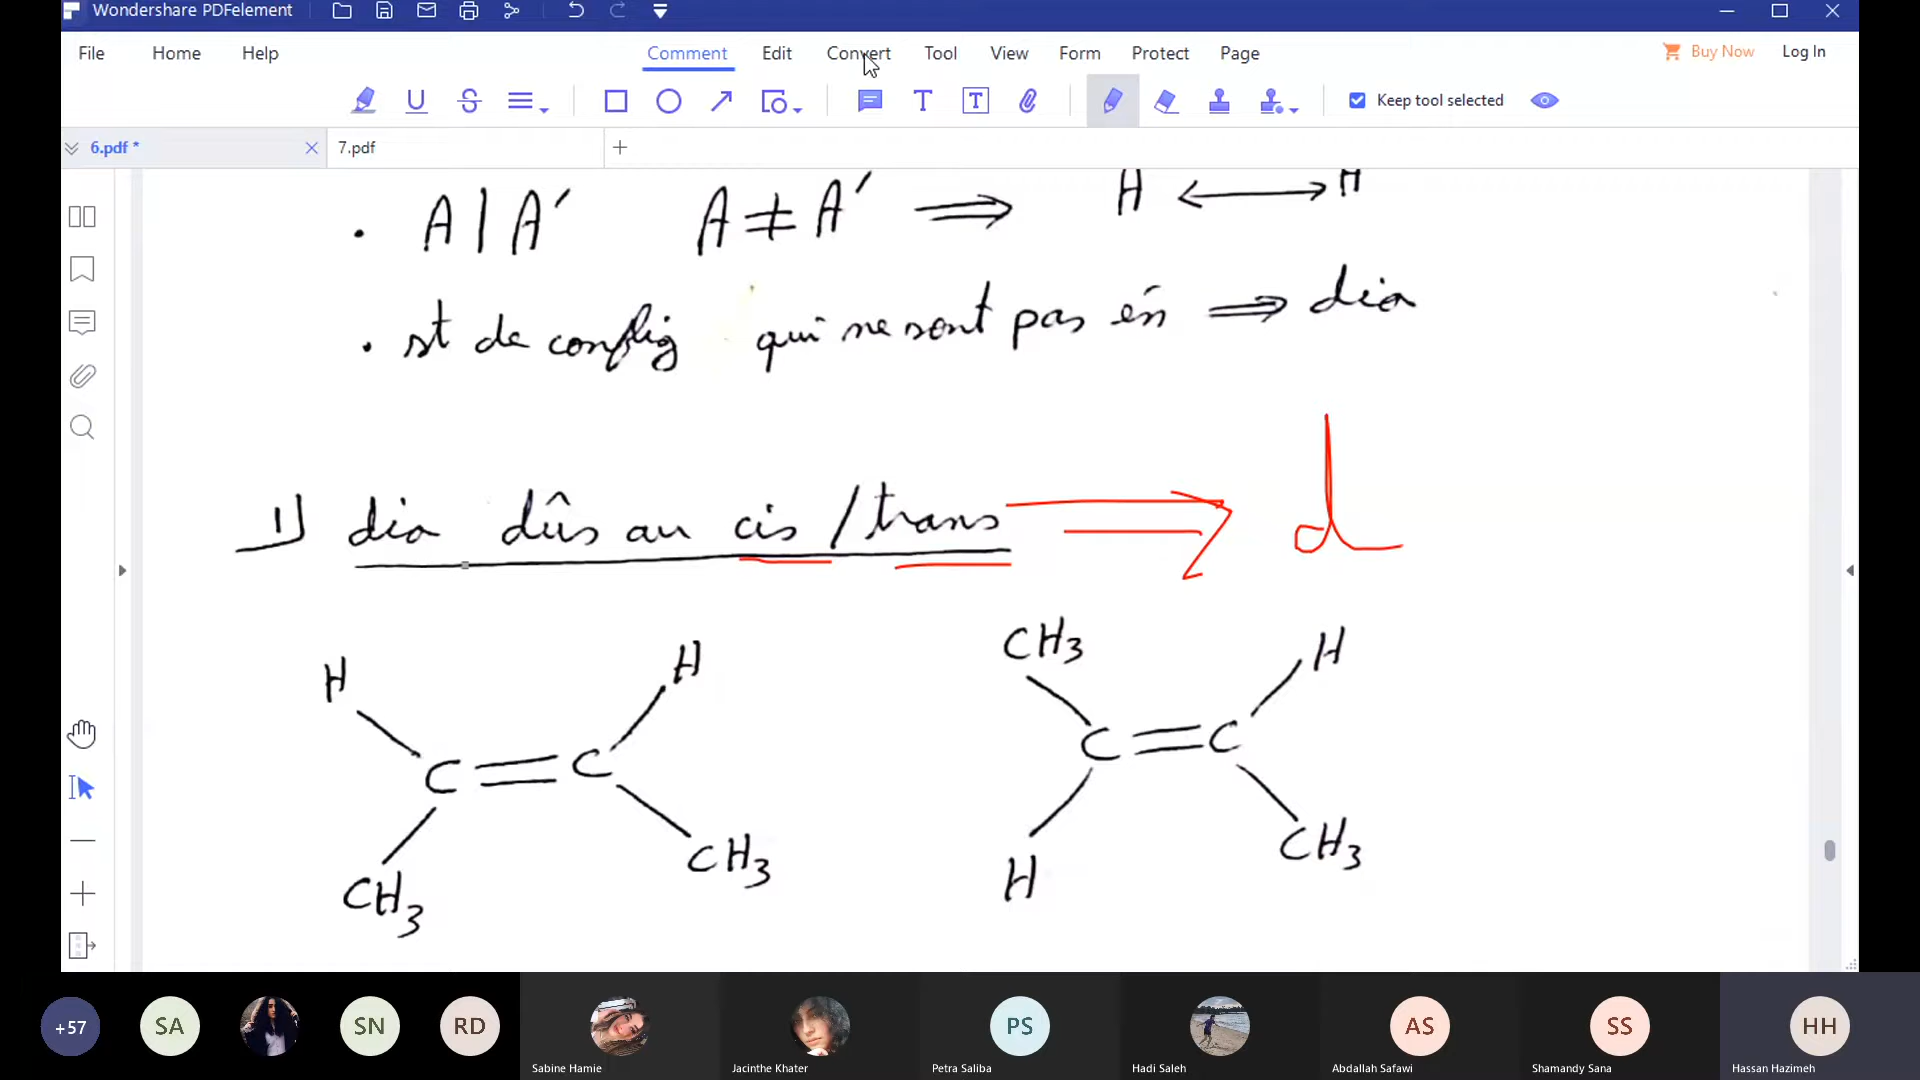 Wondershare PDFelement
File Home Help Comment Edit Convert Tool View Form Protect Page Buy Now Log In
T T Keep tool selected
6.pdf * 7.pdf +
• A | A′ A ≠ A′ ⟹ H ⟷ H
• st de config qui ne sont pas én ⟹ dia
1) dia dûs au cis / trans ⟹ d
H H
C = C
CH3 CH3
CH3 H
C = C
H CH3
+57 SA SN RD PS AS SS HH
Sabine Hamie Jacinthe Khater Petra Saliba Hadi Saleh Abdallah Safawi Shamandy Sana Hassan Hazimeh